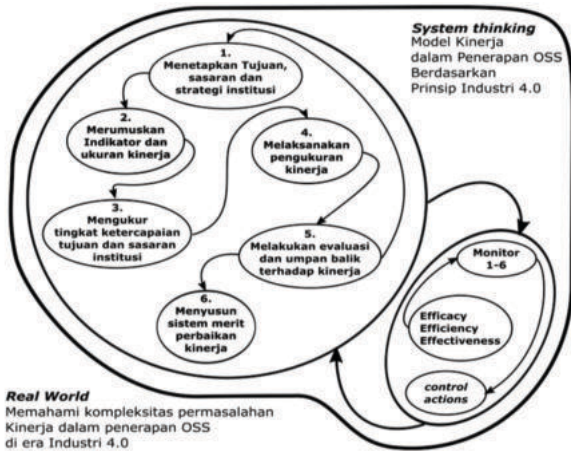 System thinking
Model Kinerja
dalam Penerapan OSS
Berdasarkan
Prinsip Industri 4.0
1.
Menetapkan Tujuan,
sasaran dan
strategi institusi
2.
Merumuskan
Indikator dan
ukuran kinerja
3.
Mengukur
tingkat ketercapaian
tujuan dan sasaran
institusi
4.
Melaksanakan
pengukuran
kinerja
5.
Melakukan evaluasi
dan umpan balik
terhadap kinerja
6.
Menyusun
sistem merit
perbaikan
kinerja
Monitor
1-6
Efficacy
Efficiency
Effectiveness
control
actions
Real World
Memahami kompleksitas permasalahan
Kinerja dalam penerapan OSS
di era Industri 4.0